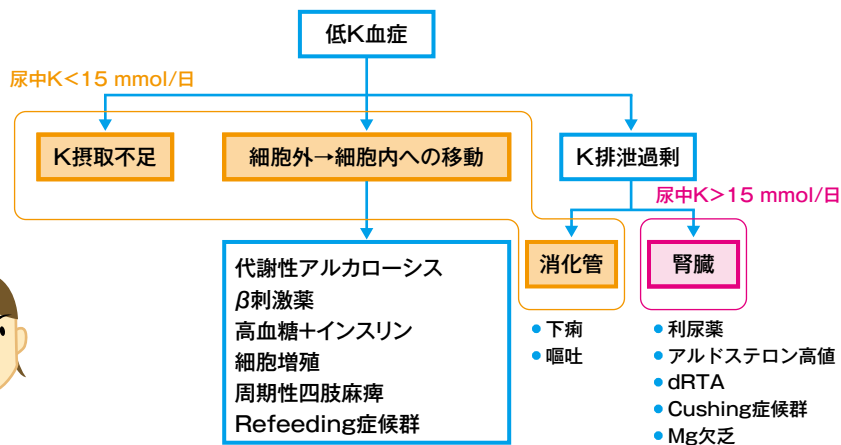 低K血症
尿中K<15 mmol/日
K摂取不足
細胞外→細胞内への移動
K排泄過剰
尿中K>15 mmol/日
代謝性アルカローシス
β刺激薬
高血糖+インスリン
細胞増殖
周期性四肢麻痺
Refeeding症候群
消化管
腎臓
● 下痢
● 嘔吐
● 利尿薬
● アルドステロン高値
● dRTA
● Cushing症候群
● Mg欠乏